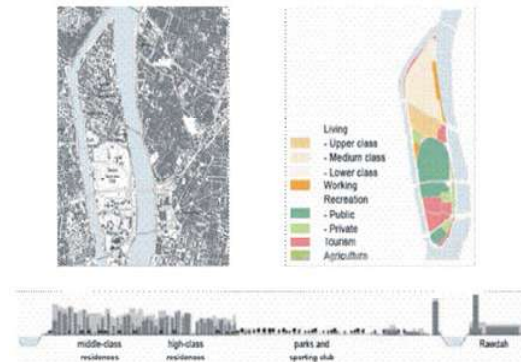 Living
- Upper class
- Medium class
- Lower class
Working
Recreation
- Public
- Private
Tourism
Agriculture
middle-class
residences
high-class
residences
parks and
sporting club
Rawdah